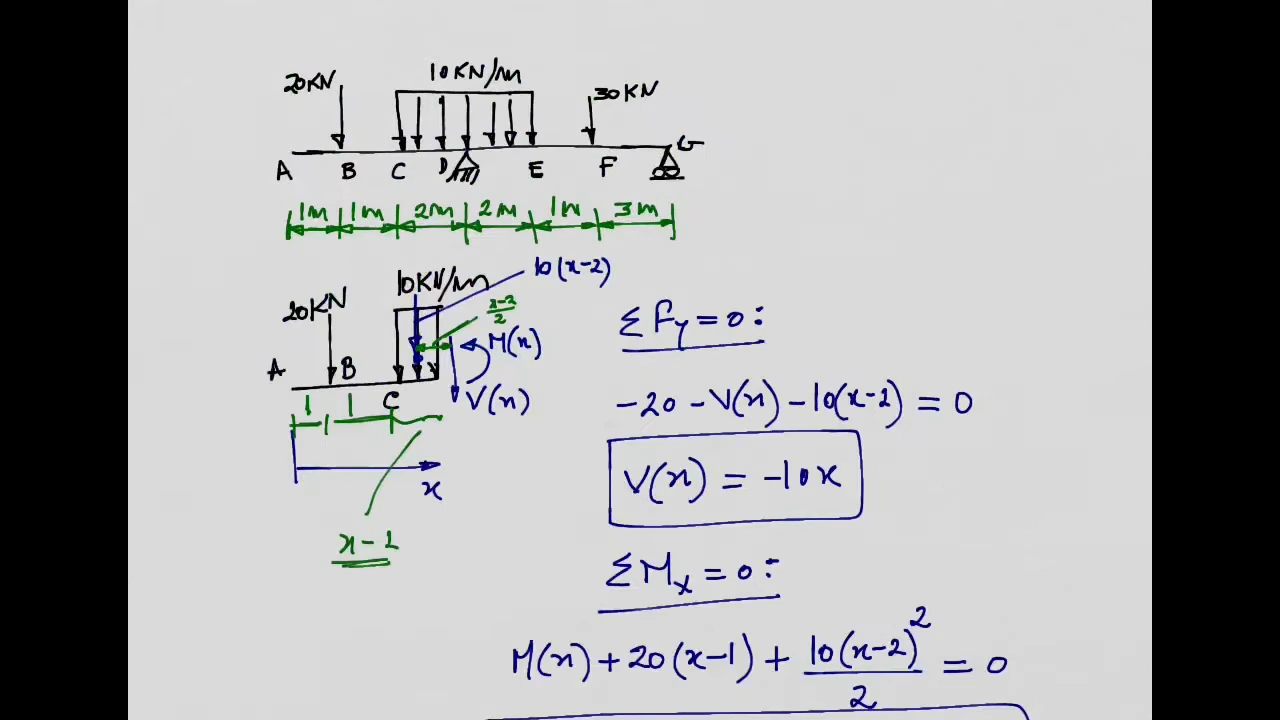 20KN 10KN/m 30KN
A B C D E F G
1m 1m 2m 2m 1m 3m
10(x-2)
10KN/m
x-2/2
20KN
M(x)
A B
C
V(x)
1 1
x
x-2
ΣFy=0:
-20-V(x)-10(x-2)=0
V(x)=-10x
ΣMx=0:
M(x)+20(x-1)+10(x-2)²/2=0